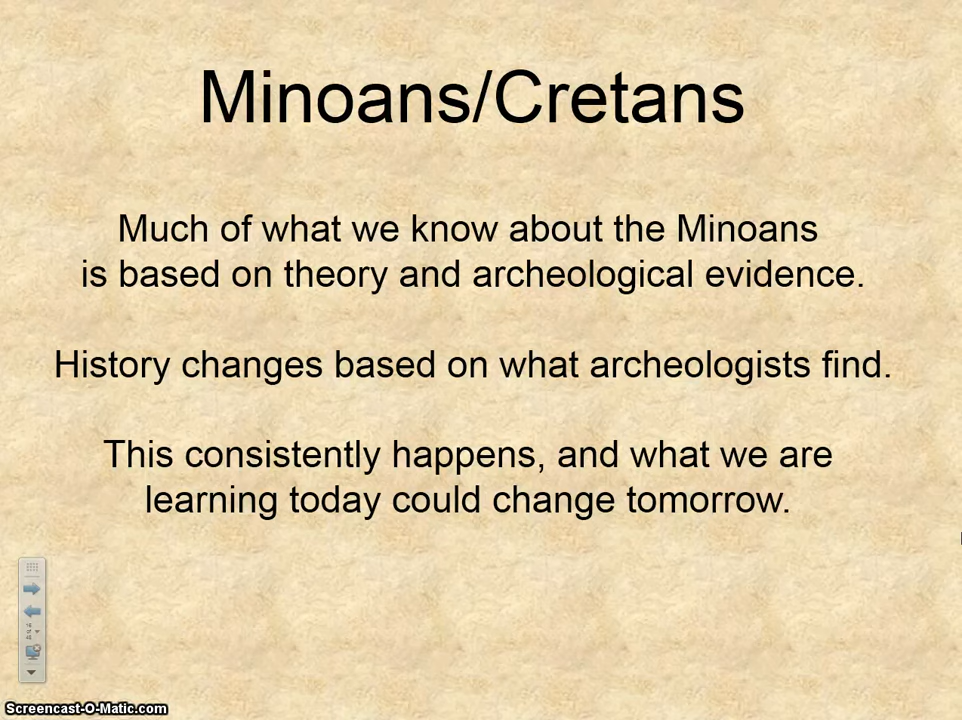 Minoans/Cretans
Much of what we know about the Minoans
is based on theory and archeological evidence.
History changes based on what archeologists find.
This consistently happens, and what we are
learning today could change tomorrow.
Screencast-O-Matic.com